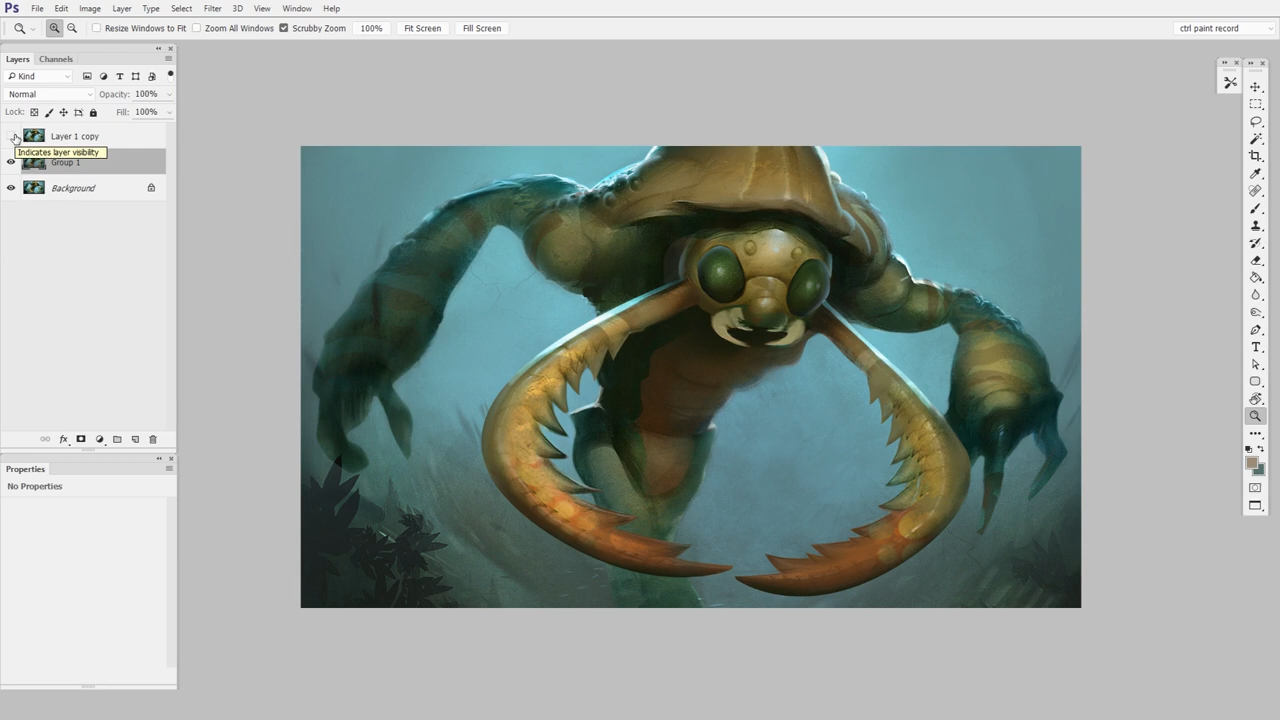 Ps File Edit Image Layer Type Select Filter 3D View Window Help
Resize Windows to Fit Zoom All Windows Scrubby Zoom 100% Fit Screen Fill Screen ctrl paint record
Layers Channels
Kind
Normal Opacity: 100%
Lock: Fill: 100%
Layer 1 copy
Indicates layer visibility
Group 1
Background
fx
Properties
No Properties